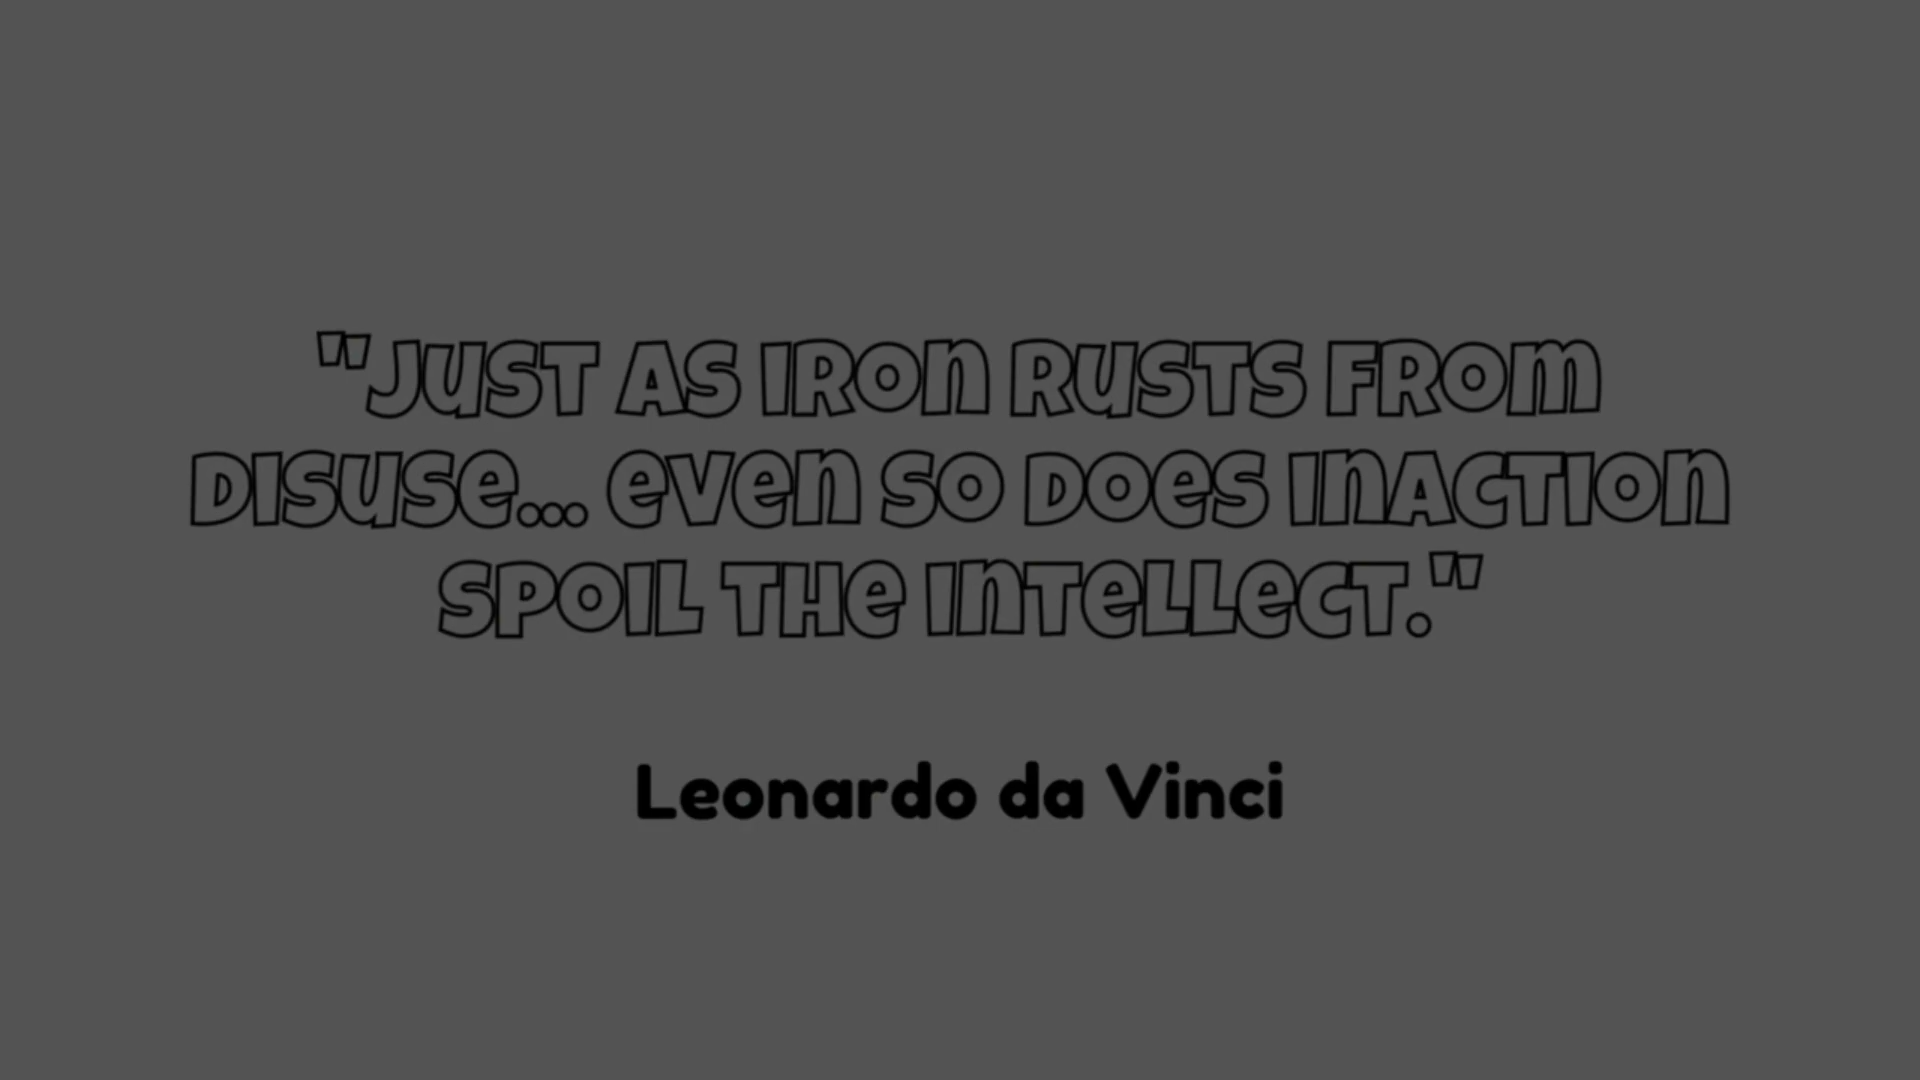 "Just as iron rusts from
disuse... even so does inaction
spoil the intellect."
Leonardo da Vinci